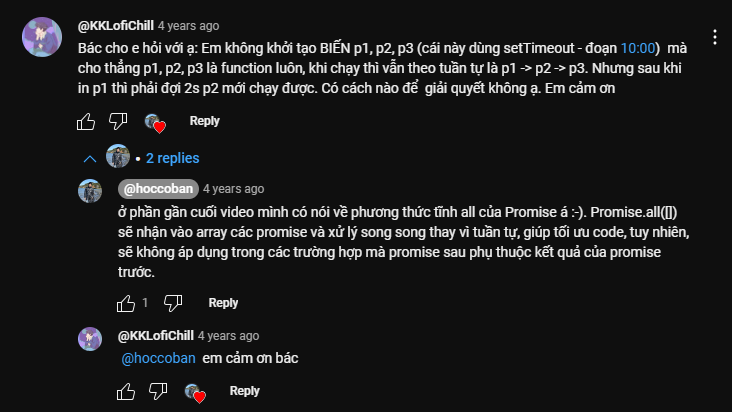 @KKLofiChill 4 years ago
Bác cho e hỏi với ạ: Em không khởi tạo BIẾN p1, p2, p3 (cái này dùng setTimeout - đoạn 10:00) mà
cho thẳng p1, p2, p3 là function luôn, khi chạy thì vẫn theo tuần tự là p1 -> p2 -> p3. Nhưng sau khi
in p1 thì phải đợi 2s p2 mới chạy được. Có cách nào để giải quyết không ạ. Em cảm ơn
Reply
2 replies
@hoccoban 4 years ago
ở phần gần cuối video mình có nói về phương thức tĩnh all của Promise á :-). Promise.all([])
sẽ nhận vào array các promise và xử lý song song thay vì tuần tự, giúp tối ưu code, tuy nhiên,
sẽ không áp dụng trong các trường hợp mà promise sau phụ thuộc kết quả của promise
trước.
1 Reply
@KKLofiChill 4 years ago
@hoccoban em cảm ơn bác
Reply